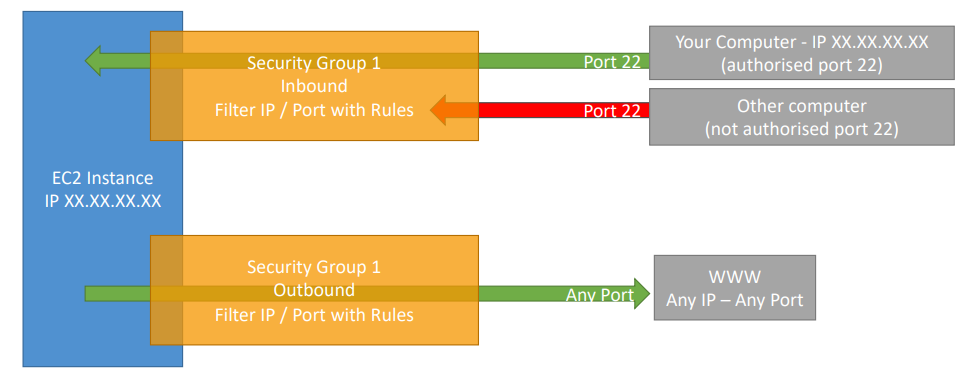 Your Computer - IP XX.XX.XX.XX
(authorised port 22)
Port 22
Security Group 1
Inbound
Filter IP / Port with Rules
Other computer
(not authorised port 22)
Port 22
EC2 Instance
IP XX.XX.XX.XX
Security Group 1
Outbound
Filter IP / Port with Rules
Any Port
WWW
Any IP – Any Port